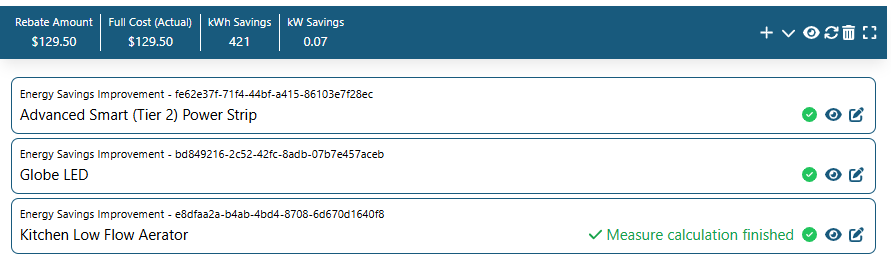 Rebate Amount Full Cost (Actual) kWh Savings kW Savings
$129.50 $129.50 421 0.07
Energy Savings Improvement - fe62e37f-71f4-44bf-a415-86103e7f28ec
Advanced Smart (Tier 2) Power Strip
Energy Savings Improvement - bd849216-2c52-42fc-8adb-07b7e457aceb
Globe LED
Energy Savings Improvement - e8dfaa2a-b4ab-4bd4-8708-6d670d1640f8
Kitchen Low Flow Aerator Measure calculation finished